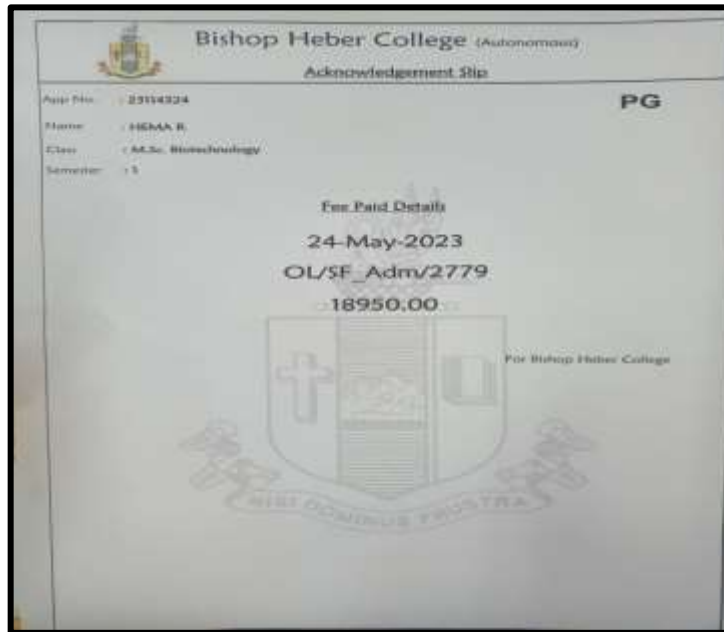 Bishop Heber College (Autonomous)
Acknowledgement Slip
App No. : 23114324
PG
Name : HEMA R
Class : M.Sc. Biotechnology
Semester : 1
Fee Paid Details
24-May-2023
OL/SF_Adm/2779
18950.00
For Bishop Heber College
NISI DOMINUS FRUSTRA